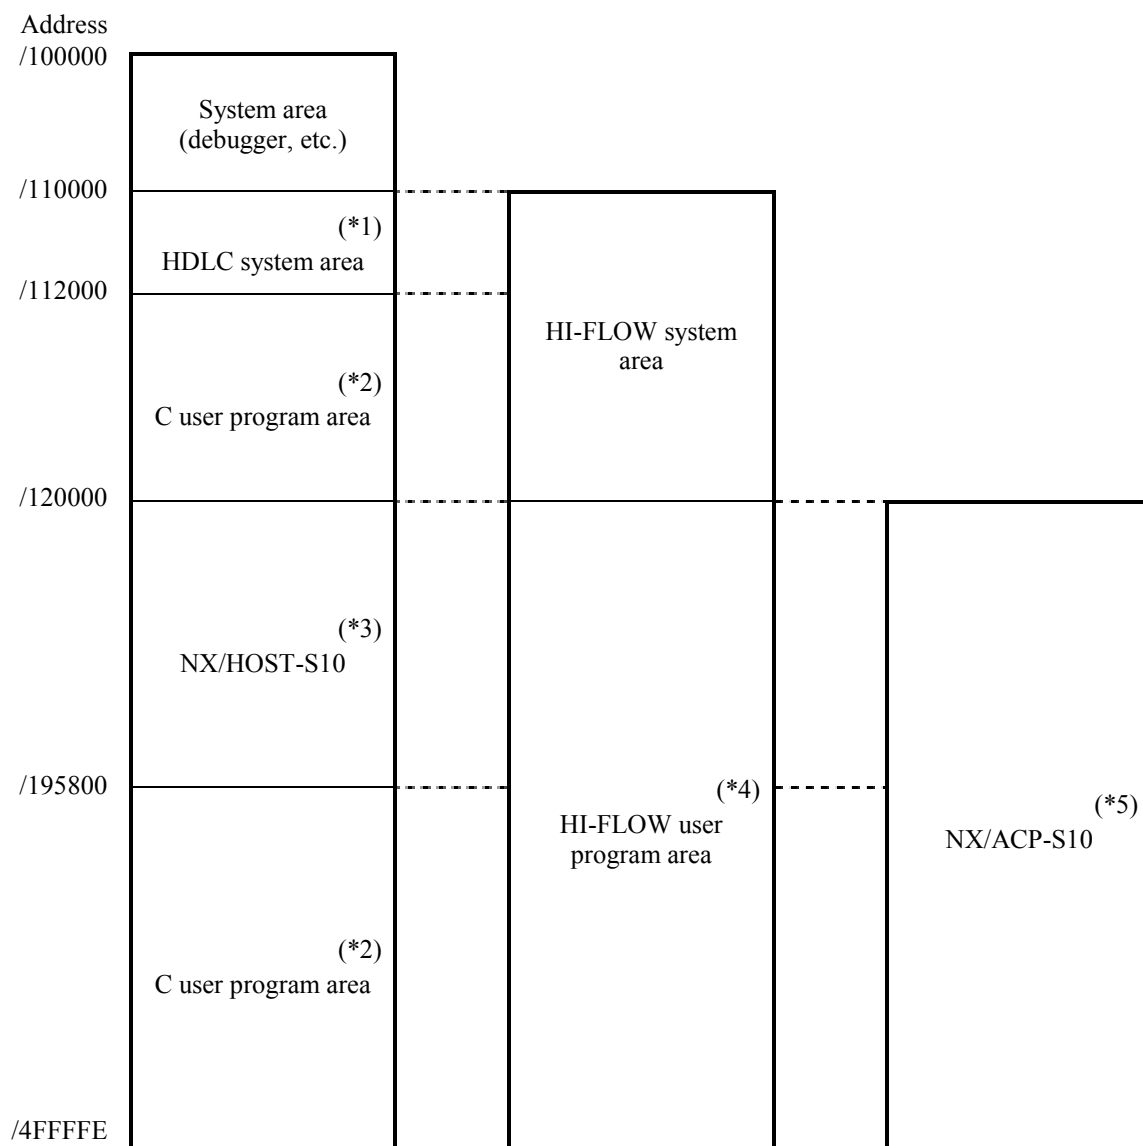 Address
/100000
System area
(debugger, etc.)
/110000
(*1)
HDLC system area
/112000
HI-FLOW system
area
(*2)
C user program area
/120000
(*3)
NX/HOST-S10
/195800
(*4)
HI-FLOW user
program area
(*5)
NX/ACP-S10
(*2)
C user program area
/4FFFFE